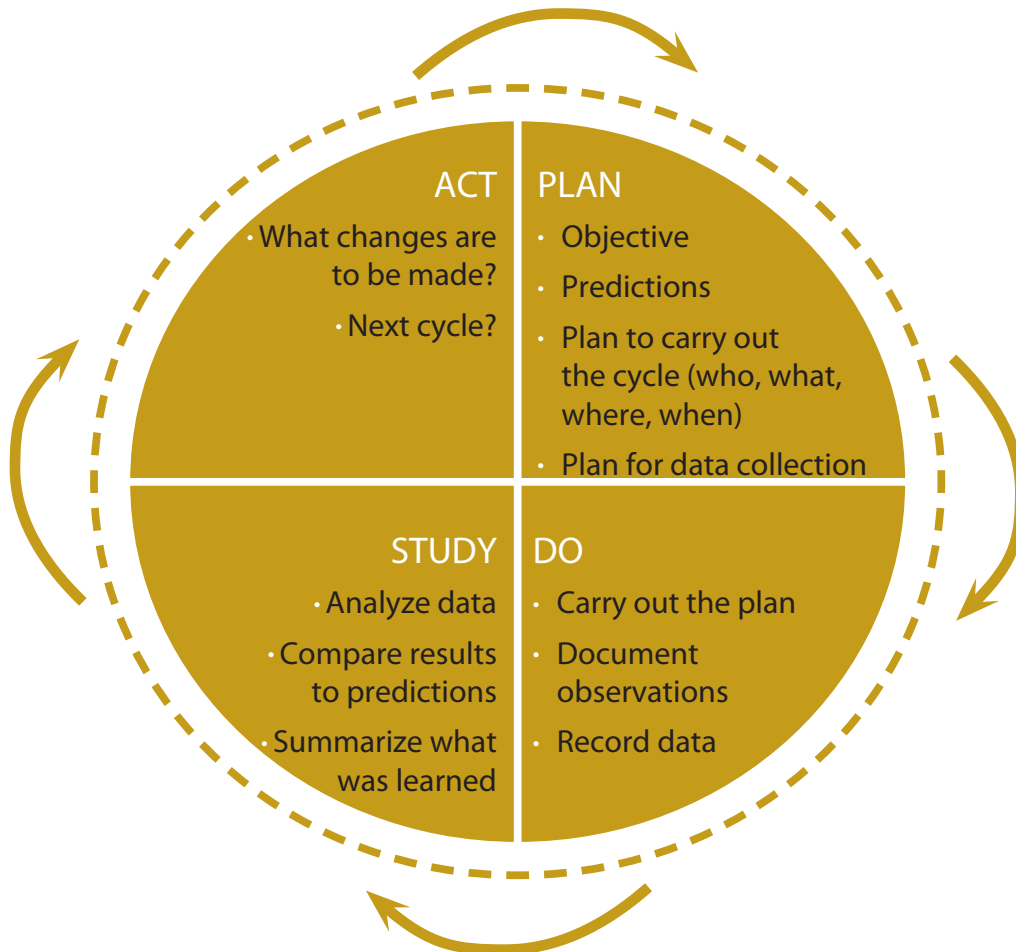 ACT
· What changes are
to be made?
· Next cycle?
PLAN
· Objective
· Predictions
· Plan to carry out
the cycle (who, what,
where, when)
· Plan for data collection
STUDY
· Analyze data
· Compare results
to predictions
· Summarize what
was learned
DO
· Carry out the plan
· Document
observations
· Record data